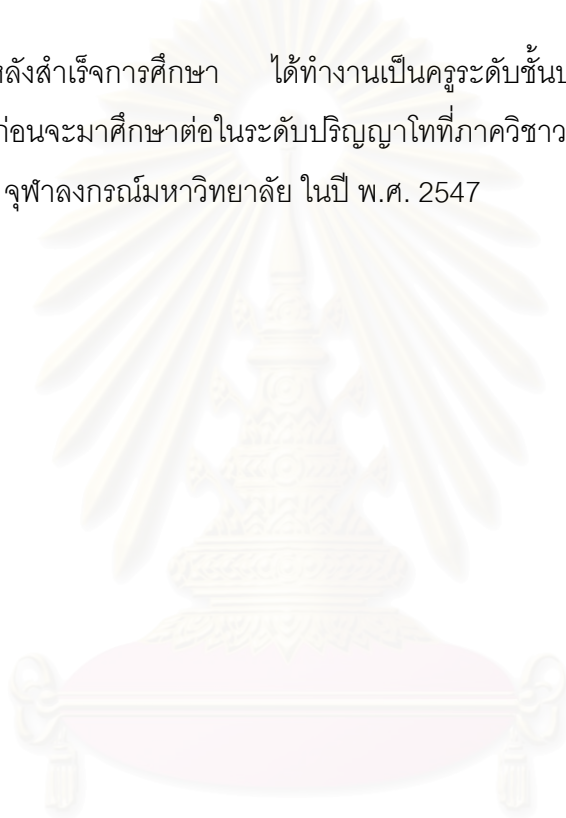 หลังสำเร็จการศึกษา ได้ทำงานเป็นครูระดับชั้น
ก่อนจะมาศึกษาต่อในระดับปริญญาโทที่ภาควิชา
จุฬาลงกรณ์มหาวิทยาลัย ในปี พ.ศ. 2547